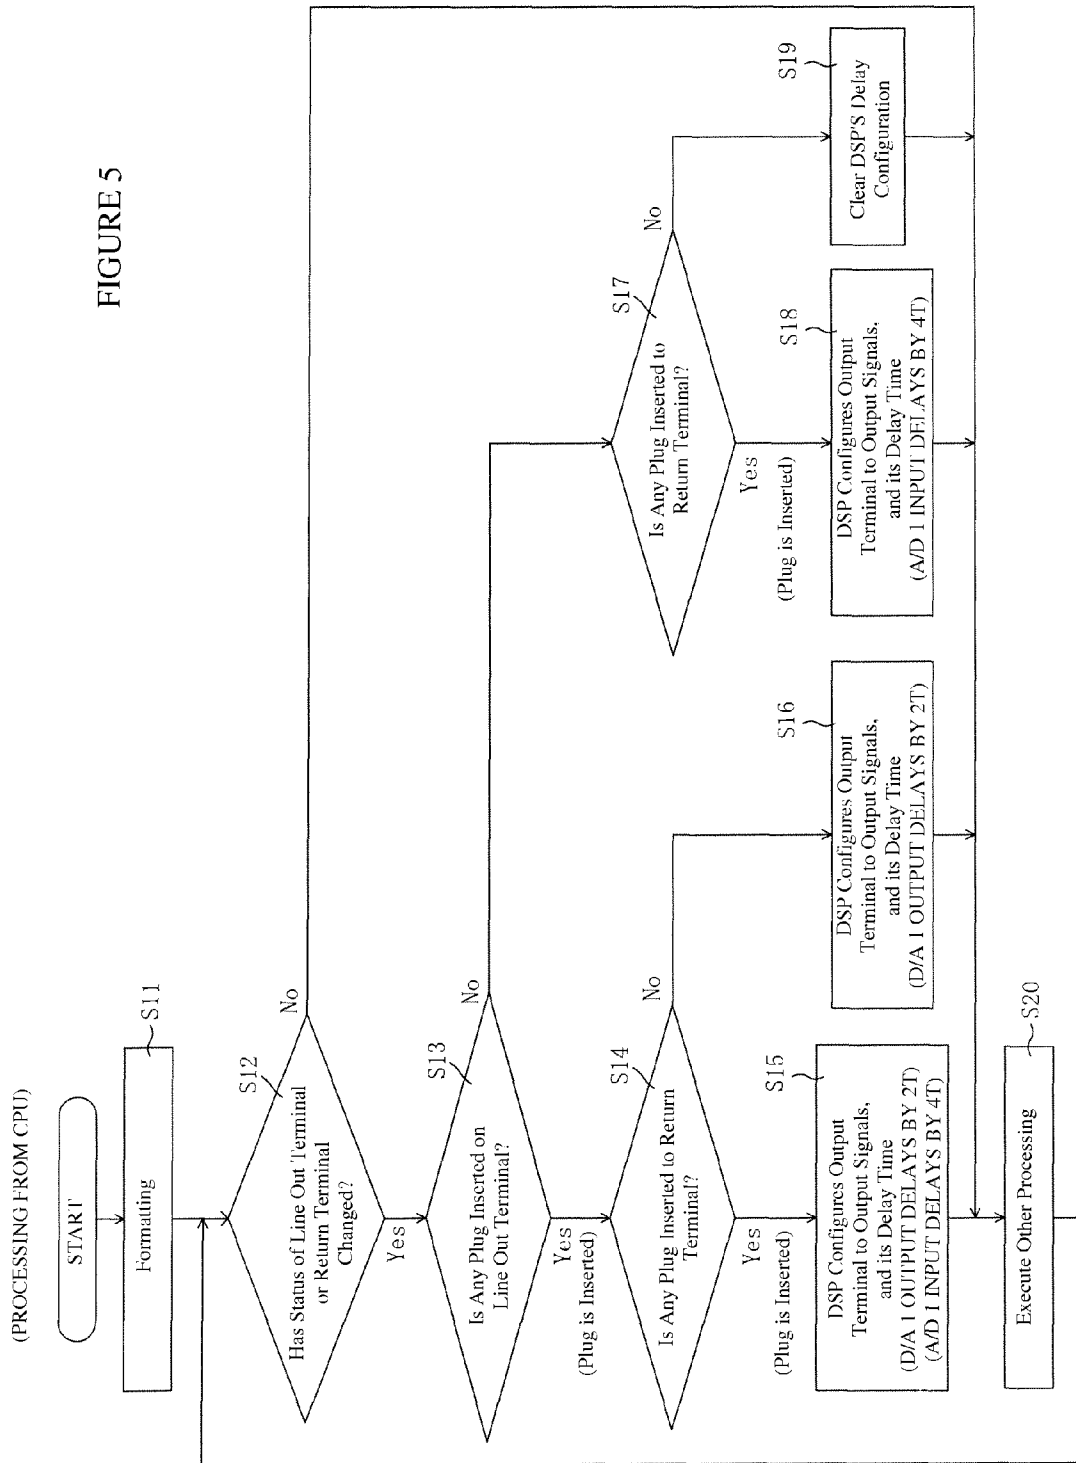 FIGURE 5
(PROCESSING FROM CPU)
START
Formatting
S11
Has Status of Line Out Terminal
or Return Terminal
Changed?
S12
No
Yes
Is Any Plug Inserted on
Line Out Terminal?
S13
No
Yes
(Plug is Inserted)
Is Any Plug Inserted to Return
Terminal?
S14
No
Yes
(Plug is Inserted)
DSP Configures Output
Terminal to Output Signals,
and its Delay Time
(D/A 1 OUTPUT DELAYS BY 2T)
(A/D 1 INPUT DELAYS BY 4T)
S15
DSP Configures Output
Terminal to Output Signals,
and its Delay Time
(D/A 1 OUTPUT DELAYS BY 2T)
S16
Is Any Plug Inserted to
Return Terminal?
S17
No
Yes
(Plug is Inserted)
DSP Configures Output
Terminal to Output Signals,
and its Delay Time
(A/D 1 INPUT DELAYS BY 4T)
S18
Clear DSP'S Delay
Configuration
S19
Execute Other Processing
S20